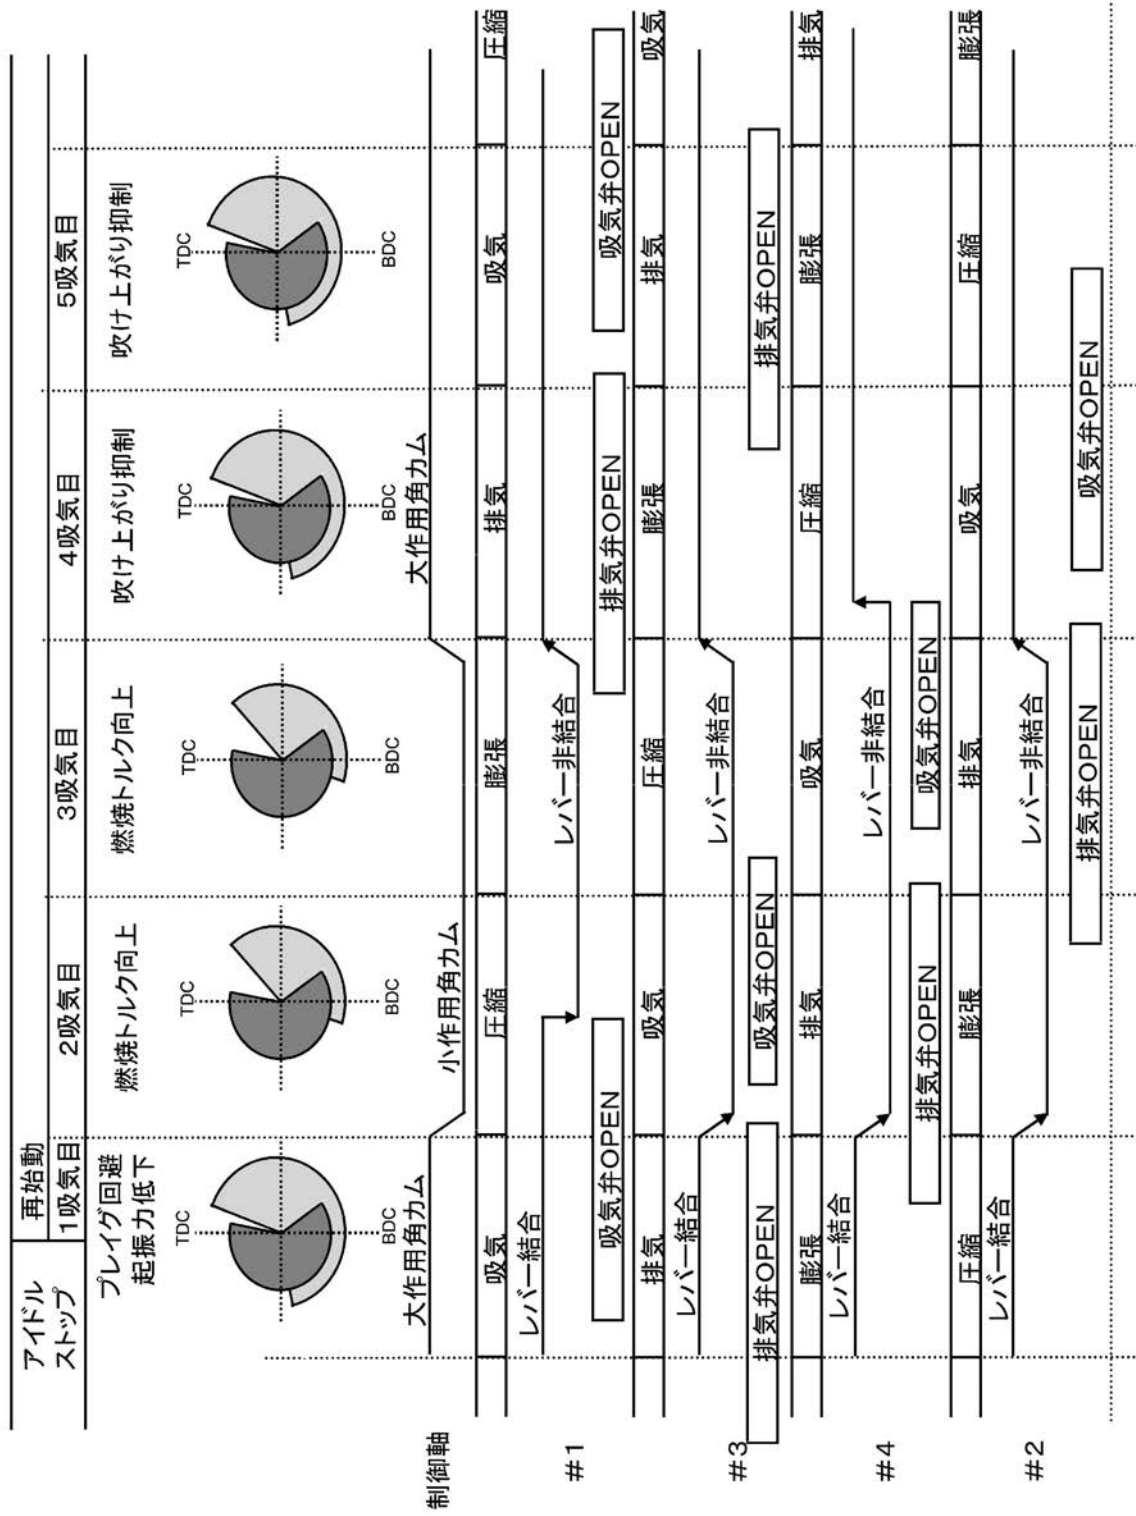 アイドル
ストップ
再始動
1吸気目
2吸気目
3吸気目
4吸気目
5吸気目
プレイグ回避
起振力低下
燃焼トルク向上
燃焼トルク向上
吹け上がり抑制
吹け上がり抑制
TDC
TDC
TDC
TDC
TDC
BDC
BDC
BDC
BDC
BDC
制御軸
大作用角カム
小作用角カム
大作用角カム
#1
吸気
圧縮
膨張
排気
吸気
圧縮
レバー結合
レバー非結合
吸気弁OPEN
排気弁OPEN
吸気弁OPEN
#3
排気
吸気
圧縮
膨張
排気
吸気
レバー結合
レバー非結合
排気弁OPEN
吸気弁OPEN
排気弁OPEN
#4
膨張
排気
吸気
圧縮
膨張
排気
レバー結合
レバー非結合
排気弁OPEN
吸気弁OPEN
#2
圧縮
膨張
排気
吸気
圧縮
膨張
レバー結合
レバー非結合
排気弁OPEN
吸気弁OPEN